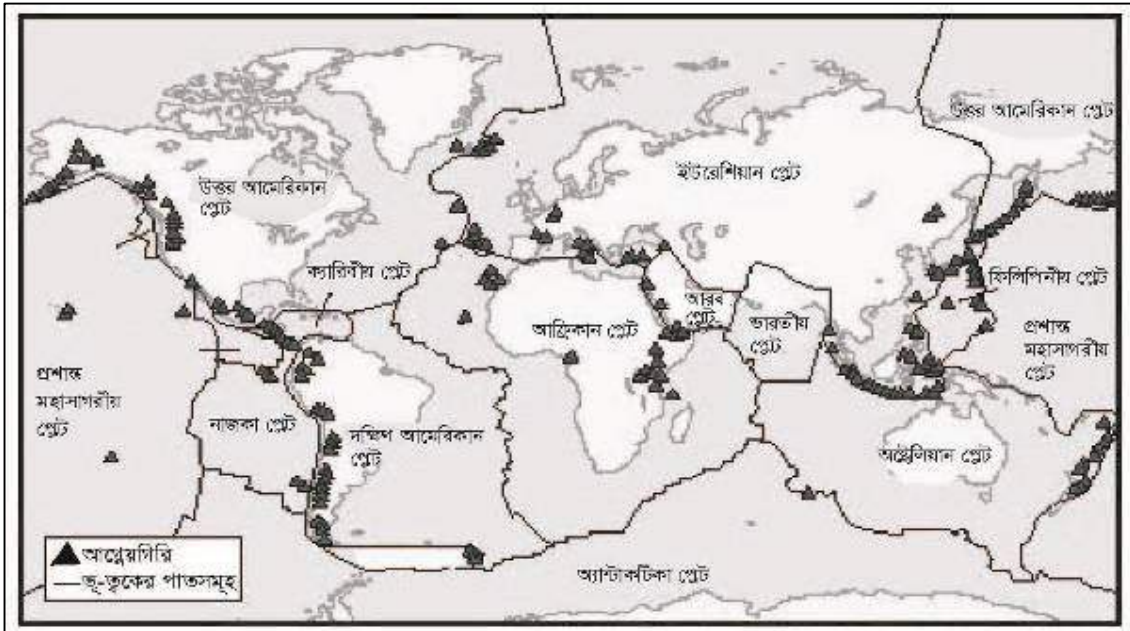 উত্তর আমেরিকান প্লেট
ইউরেশিয়ান প্লেট
উত্তর আমেরিকান
প্লেট
ক্যারিবীয় প্লেট
আরব
প্লেট
ফিলিপিনীয় প্লেট
আফ্রিকান প্লেট
ভারতীয়
প্লেট
প্রশান্ত
মহাসাগরীয়
প্লেট
প্রশান্ত
মহাসাগরীয়
প্লেট
নাজকা প্লেট
দক্ষিণ আমেরিকান
প্লেট
অষ্ট্রেলিয়ান প্লেট
আগ্নেয়গিরি
ভূ-ত্বকের পাতসমূহ
অ্যান্টার্কটিকা প্লেট